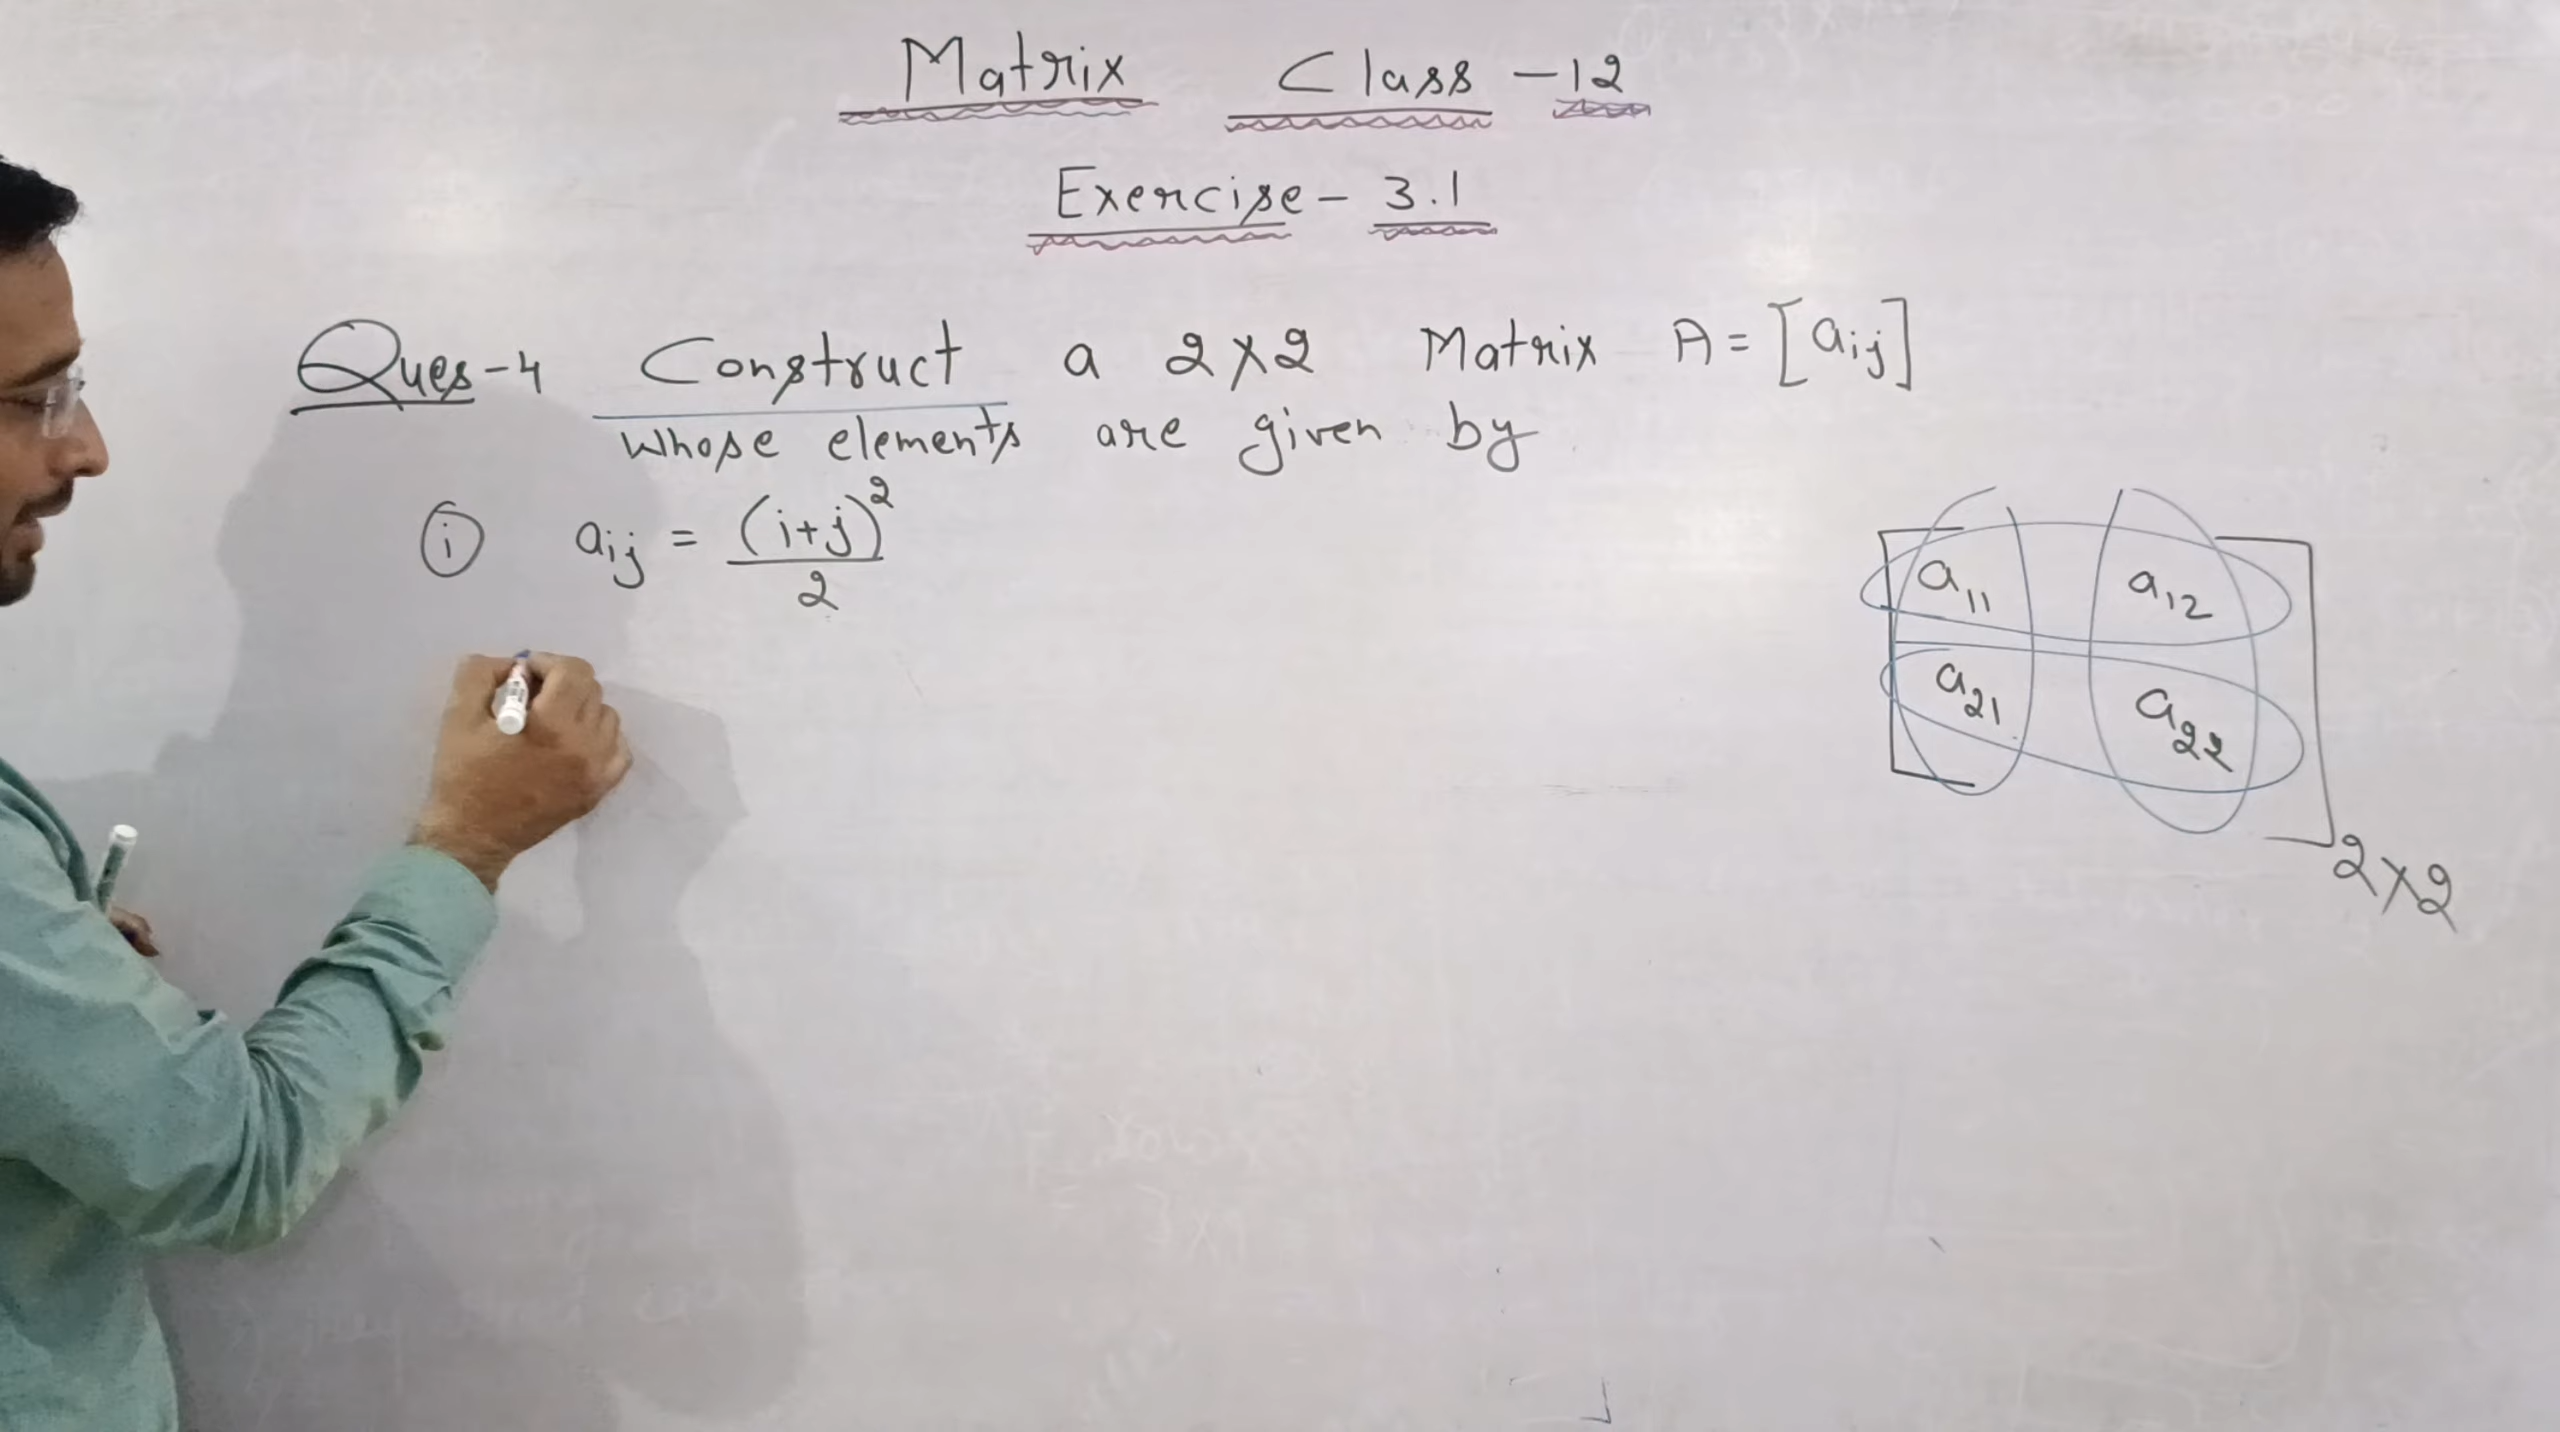 Matrix Class -12
Exercise - 3.1
Ques-4 Construct a 2×2 Matrix A = [aij]
whose elements are given by
(i) aij = (i+j)²/2
a11 a12
a21 a22
2×2